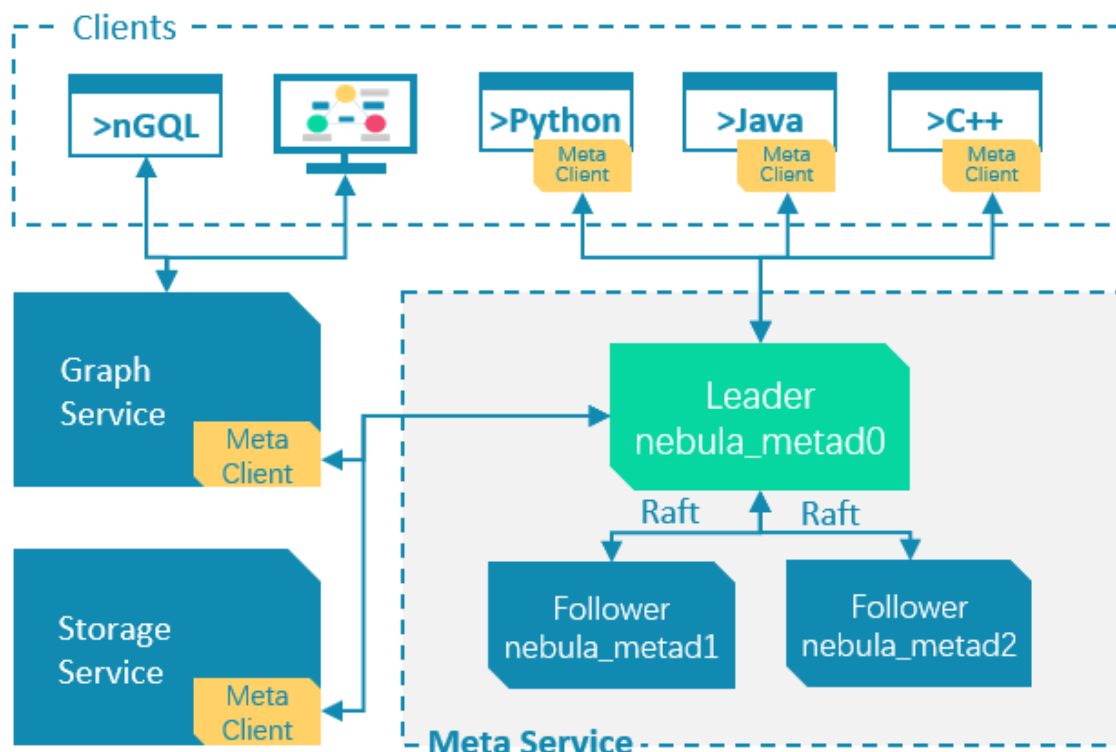 Clients
>nGQL
>Python
Meta
Client
>Java
Meta
Client
>C++
Meta
Client
Graph
Service
Meta
Client
Leader
nebula_metad0
Raft
Raft
Follower
nebula_metad1
Follower
nebula_metad2
Storage
Service
Meta
Client
Meta Service